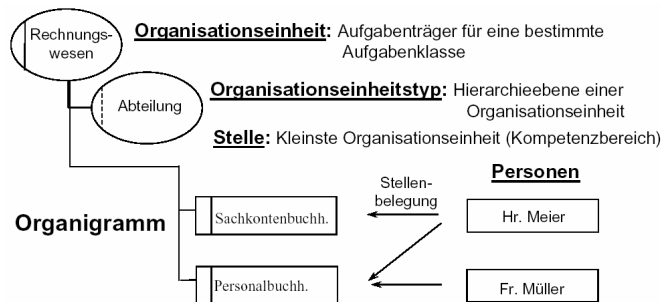 Rechnungs-
wesen
Organisationseinheit: Aufgabenträger für eine bestimmte
Aufgabenklasse
Abteilung
Organisationseinheitstyp: Hierarchieebene einer
Organisationseinheit
Stelle: Kleinste Organisationseinheit (Kompetenzbereich)
Organigramm
Stellen-
belegung
Personen
Sachkontenbuchh.
Hr. Meier
Personalbuchh.
Fr. Müller